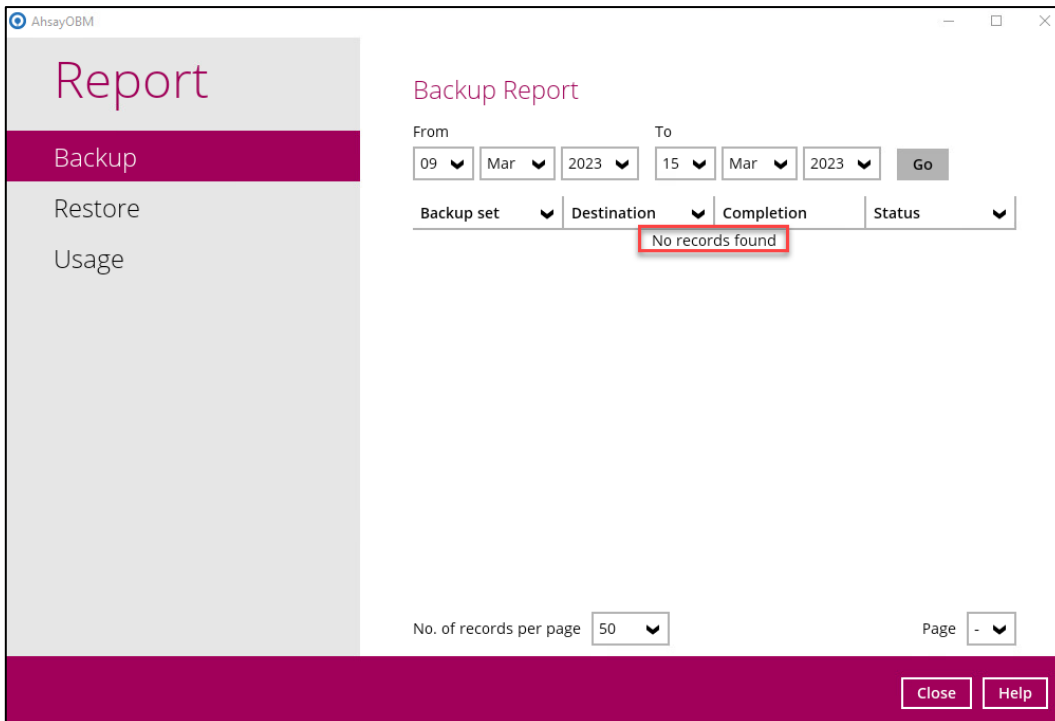 AhsayOBM
Report
Backup
Restore
Usage
Backup Report
From To
09 Mar 2023 15 Mar 2023 Go
Backup set Destination Completion Status
No records found
No. of records per page 50 Page -
Close Help